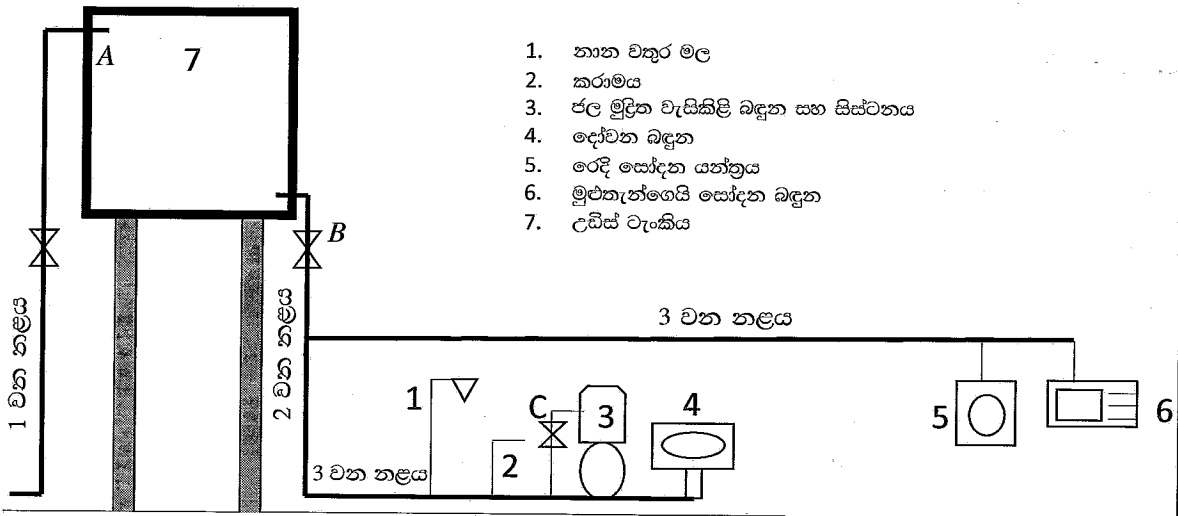 A
7
1. නාන වතුර මල
2. කරාමය
3. ජල මුද්‍රිත වැසිකිළි බඳුන සහ සිස්ටනය
4. දෝවන බඳුන
5. රෙදි සෝදන යන්ත්‍රය
6. මුළුතැන්ගෙයි සෝදන බඳුන
7. උඩිස් ටැංකිය
B
1 වන නළය
2 වන නළය
3 වන නළය
1
C
3
4
5
6
2
3 වන නළය